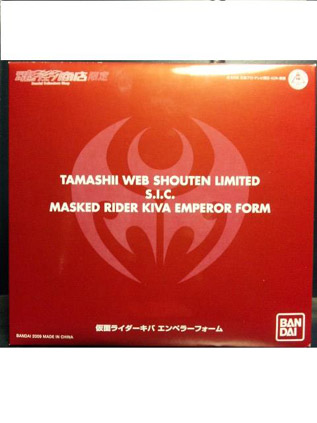 魂ウェブ商店限定
TAMASHII WEB SHOUTEN LIMITED
S.I.C.
MASKED RIDER KIVA EMPEROR FORM
仮面ライダーキバ エンペラーフォーム
BANDAI 2009 MADE IN CHINA
BAN
DAI